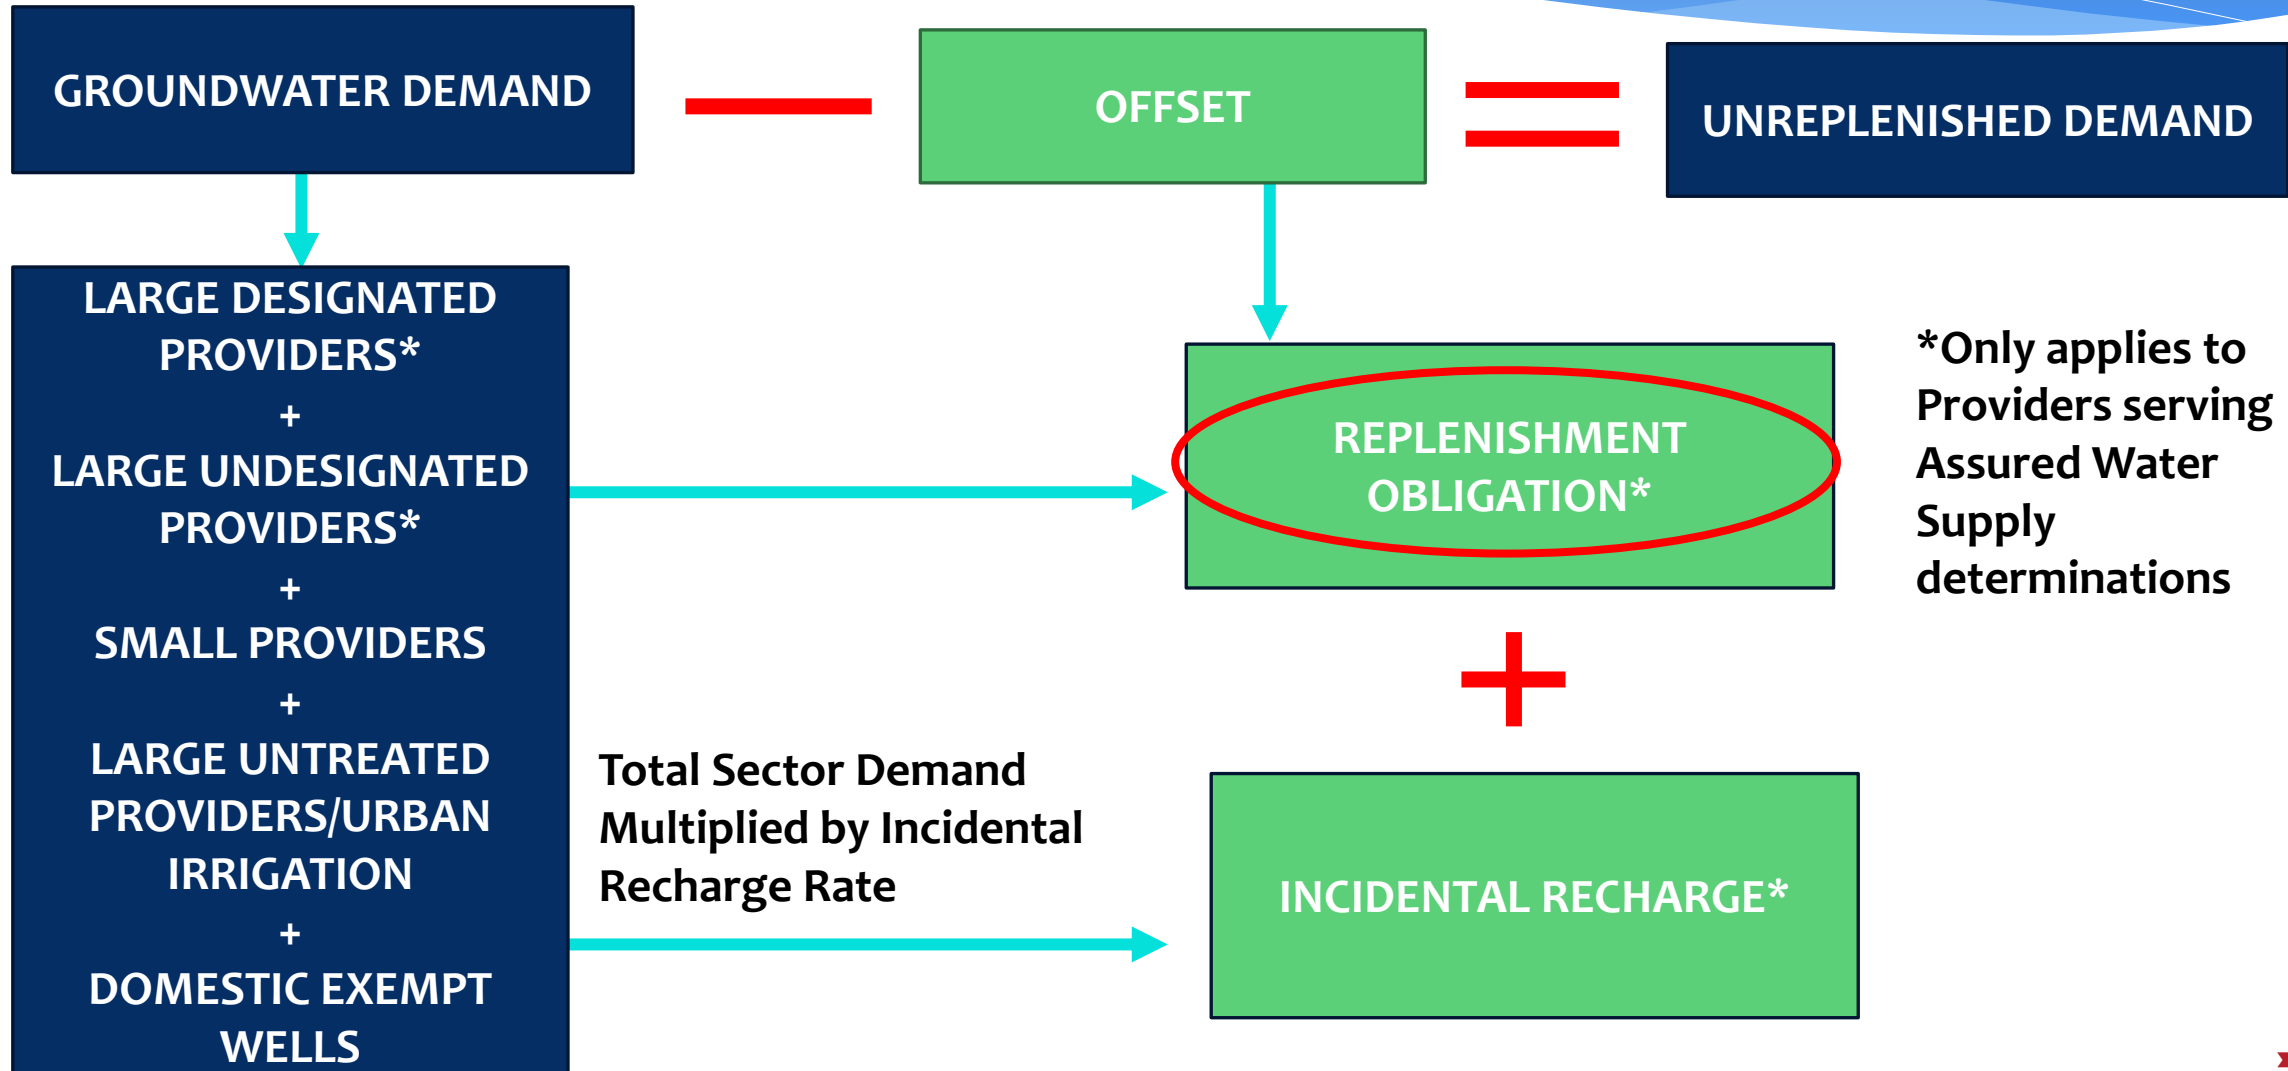 GROUNDWATER DEMAND
OFFSET
UNREPLENISHED DEMAND
LARGE DESIGNATED
PROVIDERS*
+
LARGE UNDESIGNATED
PROVIDERS*
+
SMALL PROVIDERS
+
LARGE UNTREATED
PROVIDERS/URBAN
IRRIGATION
+
DOMESTIC EXEMPT
WELLS
REPLENISHMENT
OBLIGATION*
*Only applies to
Providers serving
Assured Water
Supply
determinations
Total Sector Demand
Multiplied by Incidental
Recharge Rate
INCIDENTAL RECHARGE*